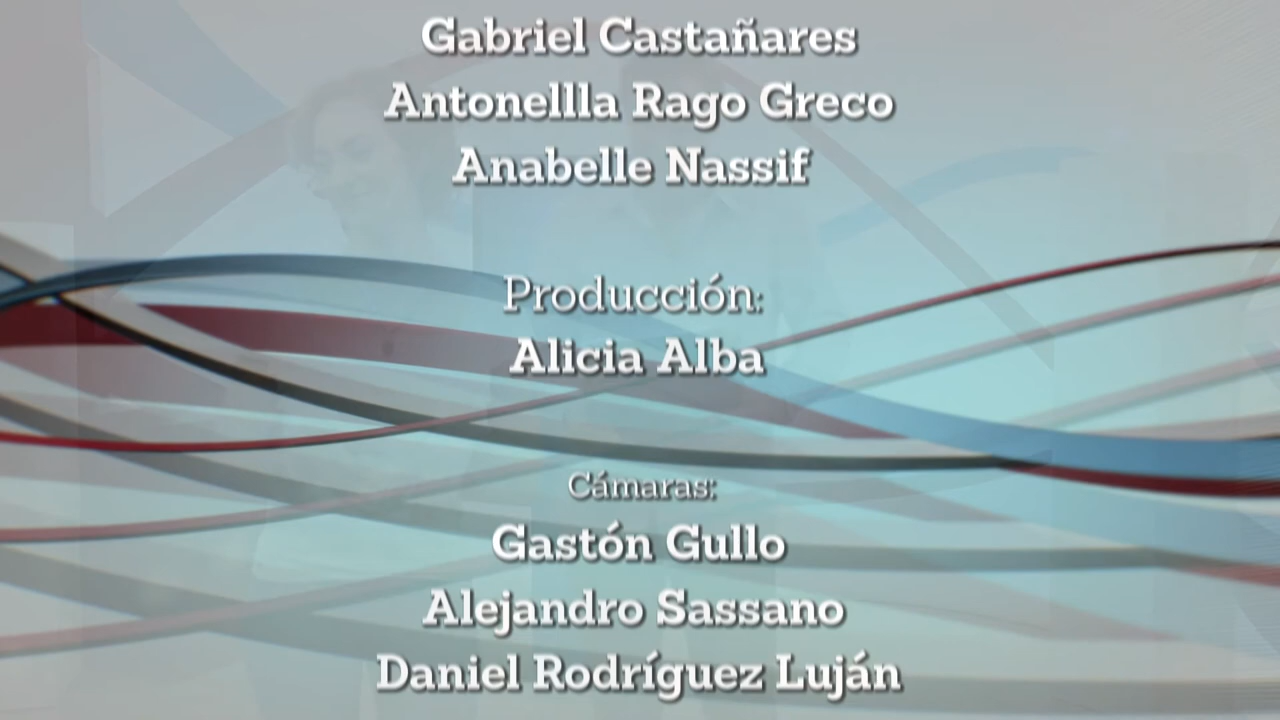 Gabriel Castañares
Antonellla Rago Greco
Anabelle Nassif
Producción:
Alicia Alba
Cámaras:
Gastón Gullo
Alejandro Sassano
Daniel Rodríguez Luján